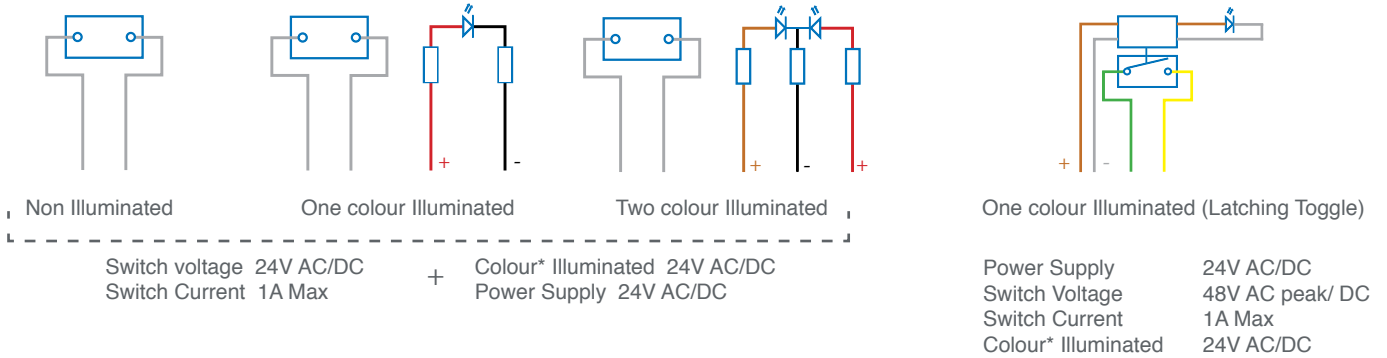 + -
+ - +
+ -
Non Illuminated
One colour Illuminated
Two colour Illuminated
One colour Illuminated (Latching Toggle)
Switch voltage 24V AC/DC
Switch Current 1A Max
+
Colour* Illuminated 24V AC/DC
Power Supply 24V AC/DC
Power Supply 24V AC/DC
Switch Voltage 48V AC peak/ DC
Switch Current 1A Max
Colour* Illuminated 24V AC/DC